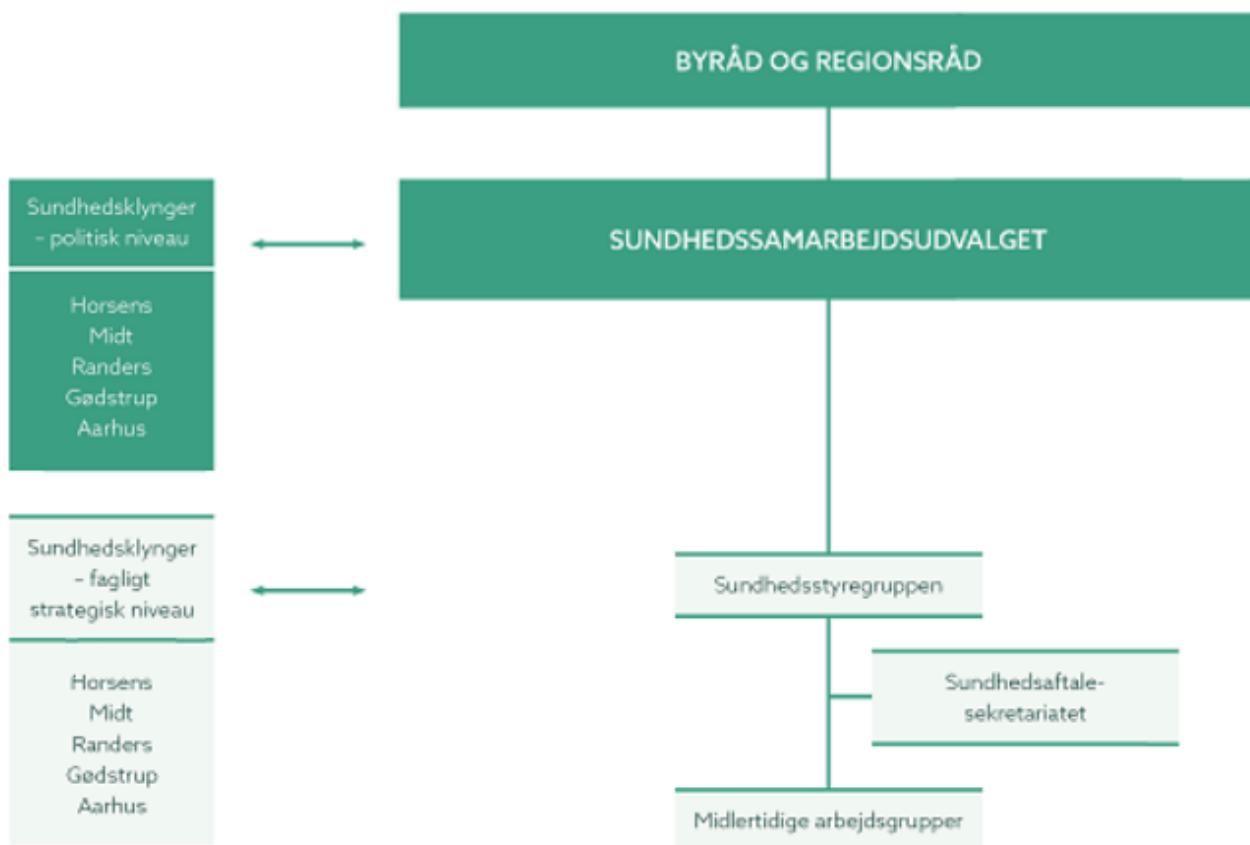 BYRÅD OG REGIONSRÅD
SUNDHEDSSAMARBEJDSUDVALGET
Sundhedsklynger
– politisk niveau
Horsens
Midt
Randers
Gødstrup
Aarhus
Sundhedsklynger
– fagligt
strategisk niveau
Horsens
Midt
Randers
Gødstrup
Aarhus
Sundhedsstyregruppen
Sundhedsaftale-
sekretariatet
Midlertidige arbejdsgrupper